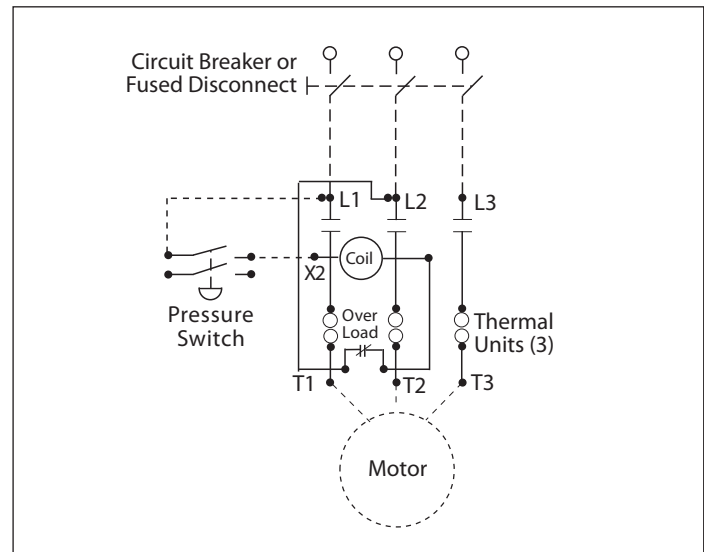 Circuit Breaker or
Fused Disconnect
L1
L2
L3
X2
Coil
Pressure
Switch
Over
Load
Thermal
Units (3)
T1
T2
T3
Motor